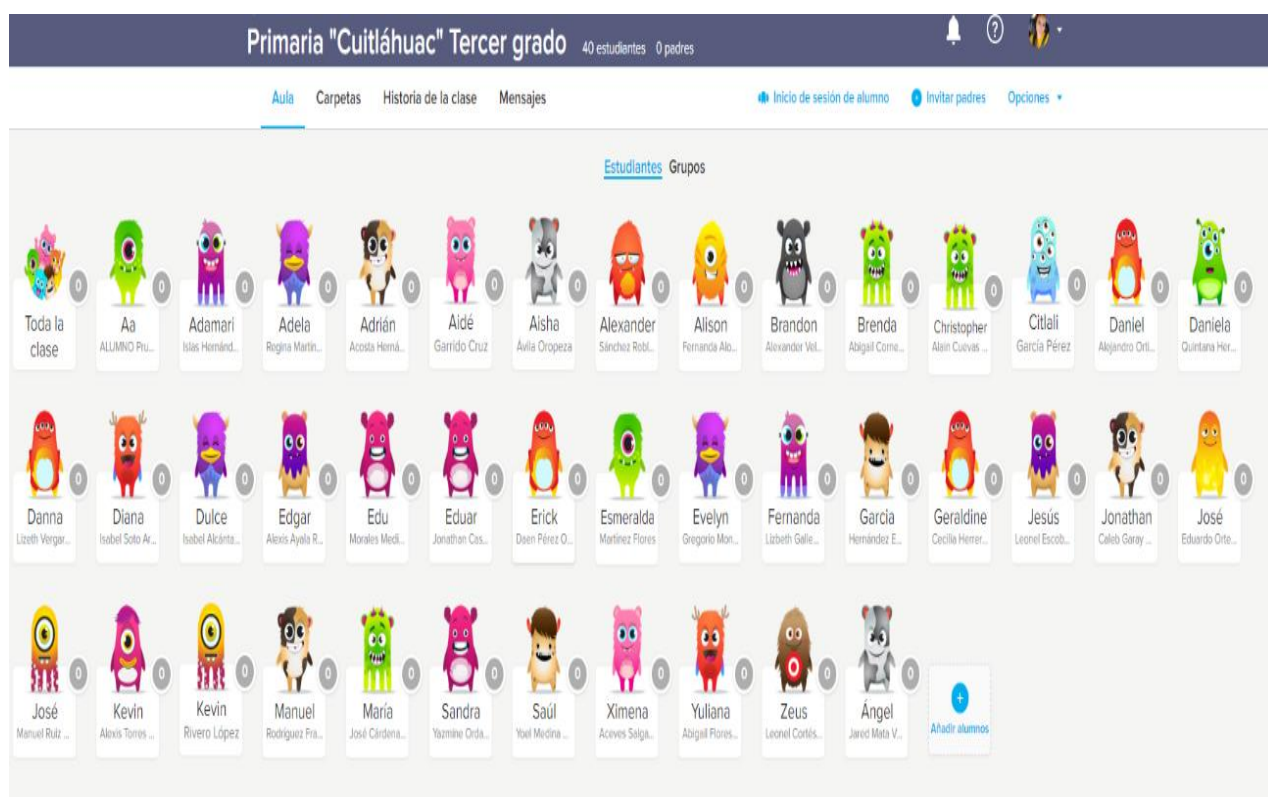 Primaria "Cuitláhuac" Tercer grado 40 estudiantes 0 padres
Aula Carpetas Historia de la clase Mensajes Inicio de sesión de alumno Invitar padres Opciones
Estudiantes Grupos
0 0 0 0 0 0 0 0 0 0 0 0 0 0 0
Toda la clase Aa Adamari Adela Adrián Aidé Aisha Alexander Alison Brandon Brenda Christopher Citlali Daniel Daniela
ALUMNO Pru... Islas Hernánd... Regina Martín... Acosta Herná... Garrido Cruz Ávila Oropeza Sánchez Robl... Fernanda Alo... Alexander Vel... Abigail Corne... Alain Cuevas ... García Pérez Alejandro Orti... Quintana Her...
0 0 0 0 0 0 0 0 0 0 0 0 0 0 0
Danna Diana Dulce Edgar Edu Eduar Erick Esmeralda Evelyn Fernanda Garcia Geraldine Jesús Jonathan José
Lizeth Vergar... Isabel Soto Ar... Isabel Alcánta... Alexis Ayala R... Morales Medi... Jonathan Cas... Daen Pérez O... Martínez Flores Gregorio Mon... Lizbeth Galle... Hernández E... Cecilia Herrer... Leonel Escob... Caleb Garay ... Eduardo Orte...
0 0 0 0 0 0 0 0 0 0 0
José Kevin Kevin Manuel María Sandra Saúl Ximena Yuliana Zeus Ángel
Manuel Ruiz ... Alexis Torres ... Rivero López Rodríguez Fra... José Cárdena... Yazmine Orda... Yoel Medina ... Aceves Salga... Abigail Flores... Leonel Cortés... Jared Mata V... Añadir alumnos